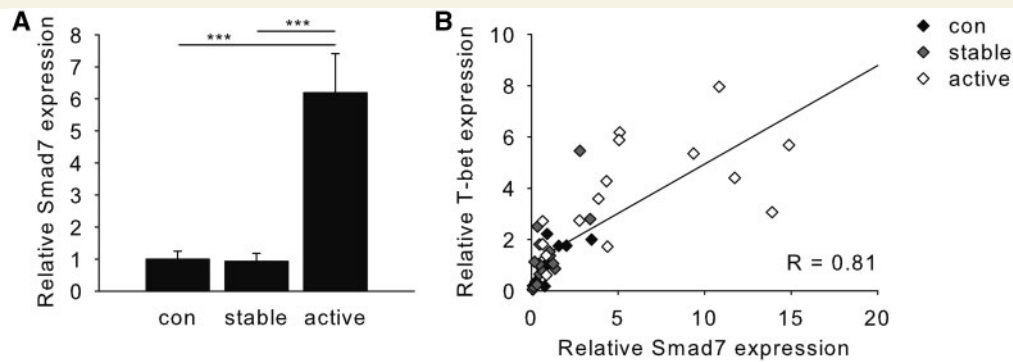 A
Relative Smad7 expression
8
7
6
5
4
3
2
1
0
***
***
con
stable
active
B
Relative T-bet expression
10
8
6
4
2
0
0
5
10
15
20
R = 0.81
Relative Smad7 expression
con
stable
active